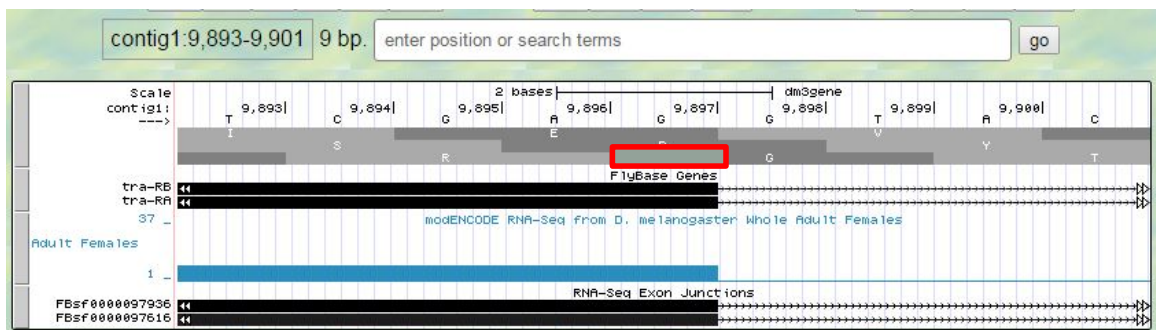 contig1:9,893-9,901 9 bp. enter position or search terms go
Scale 2 bases dm3gene
contig1: 9,893| 9,894| 9,895| 9,896| 9,897| 9,898| 9,899| 9,900|
---> T C G A G G T A C
I E V
S Y
R G T
FlyBase Genes
tra-RB
tra-RA
37 _ modENCODE RNA-Seq from D. melanogaster Whole Adult Females
Adult Females
1 _
RNA-Seq Exon Junctions
FBsf0000097936
FBsf0000097616